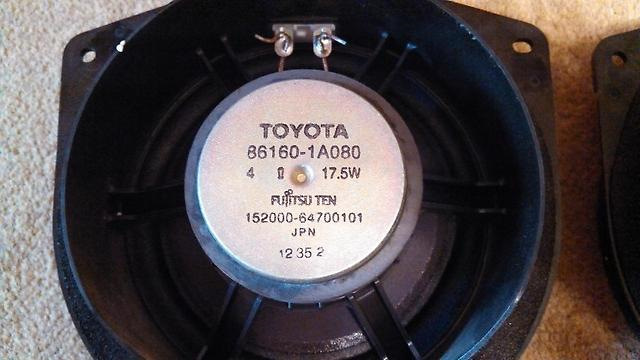 TOYOTA
86160-1A080
4 Ω 17.5W
FUJITSU TEN
152000-64700101
JPN
12 35 2